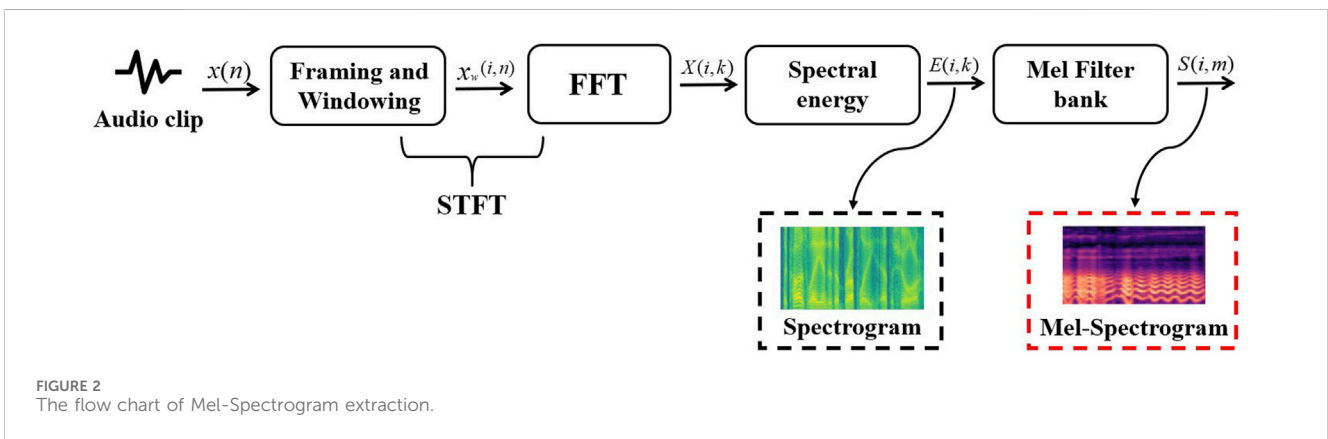 Audio clip
x(n)
Framing and
Windowing
x_w(i,n)
FFT
X(i,k)
Spectral
energy
E(i,k)
Mel Filter
bank
S(i,m)
STFT
Spectrogram
Mel-Spectrogram
FIGURE 2
The flow chart of Mel-Spectrogram extraction.